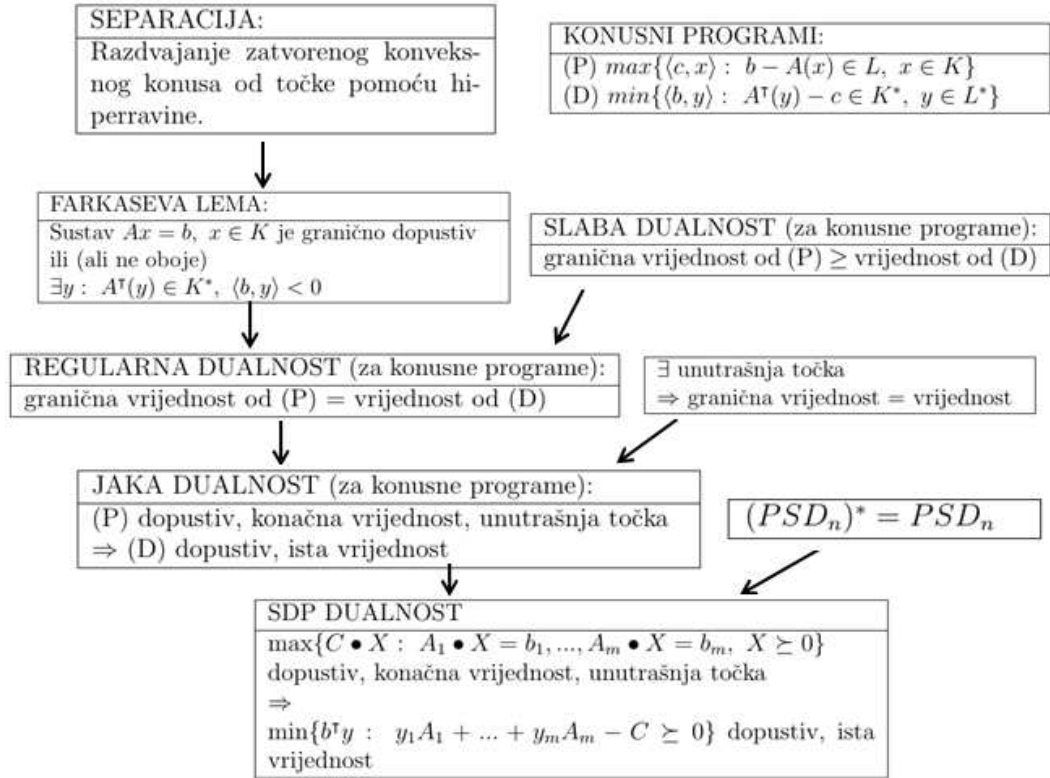 SEPARACIJA:
Razdvajanje zatvorenog konveks-
nog konusa od točke pomoću hi-
perravine.
KONUSNI PROGRAMI:
(P) max{⟨c, x⟩ : b − A(x) ∈ L, x ∈ K}
(D) min{⟨b, y⟩ : Aᵀ(y) − c ∈ K*, y ∈ L*}
FARKASEVA LEMA:
Sustav Ax = b, x ∈ K je granično dopustiv
ili (ali ne oboje)
∃y : Aᵀ(y) ∈ K*, ⟨b, y⟩ < 0
SLABA DUALNOST (za konusne programe):
granična vrijednost od (P) ≥ vrijednost od (D)
REGULARNA DUALNOST (za konusne programe):
granična vrijednost od (P) = vrijednost od (D)
∃ unutrašnja točka
⇒ granična vrijednost = vrijednost
JAKA DUALNOST (za konusne programe):
(P) dopustiv, konačna vrijednost, unutrašnja točka
⇒ (D) dopustiv, ista vrijednost
(PSDₙ)* = PSDₙ
SDP DUALNOST
max{C • X : A₁ • X = b₁, ..., Aₘ • X = bₘ, X ⪰ 0}
dopustiv, konačna vrijednost, unutrašnja točka
⇒
min{bᵀy : y₁A₁ + ... + yₘAₘ − C ⪰ 0} dopustiv, ista
vrijednost